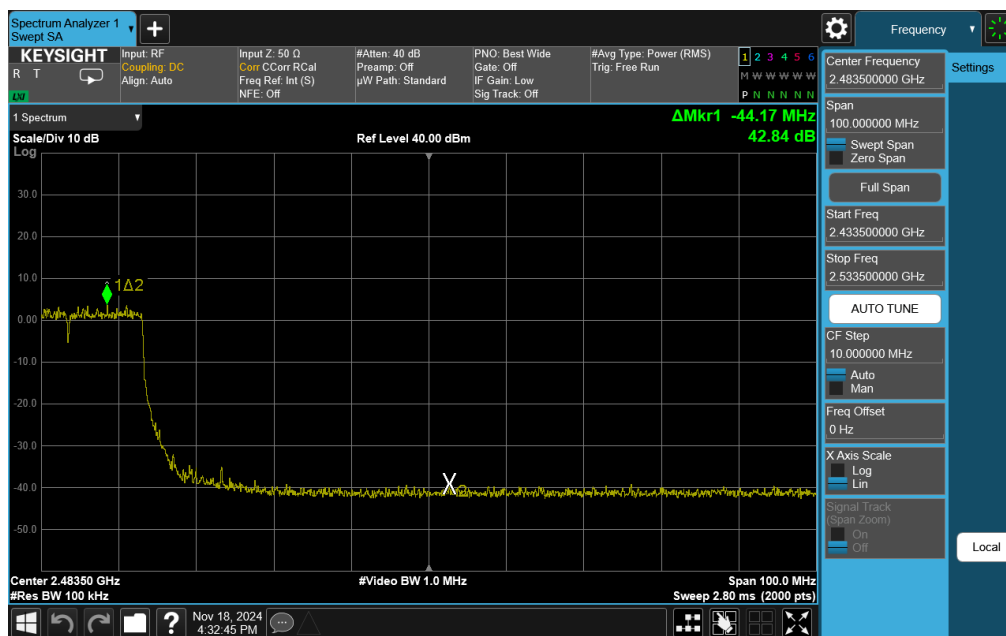 Spectrum Analyzer 1
Swept SA
Frequency
KEYSIGHT
R T
LXI
Input: RF
Coupling: DC
Align: Auto
Input Z: 50 Ω
Corr CCorr RCal
Freq Ref: Int (S)
NFE: Off
#Atten: 40 dB
Preamp: Off
µW Path: Standard
PNO: Best Wide
Gate: Off
IF Gain: Low
Sig Track: Off
#Avg Type: Power (RMS)
Trig: Free Run
1 2 3 4 5 6
M W W W W W
P N N N N N
1 Spectrum
Scale/Div 10 dB
Log
Ref Level 40.00 dBm
ΔMkr1 -44.17 MHz
42.84 dB
30.0
20.0
10.0
1Δ2
0.00
-10.0
-20.0
-30.0
-40.0
X2
-50.0
Center 2.48350 GHz
#Video BW 1.0 MHz
Span 100.0 MHz
#Res BW 100 kHz
Sweep 2.80 ms (2000 pts)
Center Frequency
2.483500000 GHz
Settings
Span
100.000000 MHz
Swept Span
Zero Span
Full Span
Start Freq
2.433500000 GHz
Stop Freq
2.533500000 GHz
AUTO TUNE
CF Step
10.000000 MHz
Auto
Man
Freq Offset
0 Hz
X Axis Scale
Log
Lin
Signal Track
(Span Zoom)
On
Off
Local
?
Nov 18, 2024
4:32:45 PM